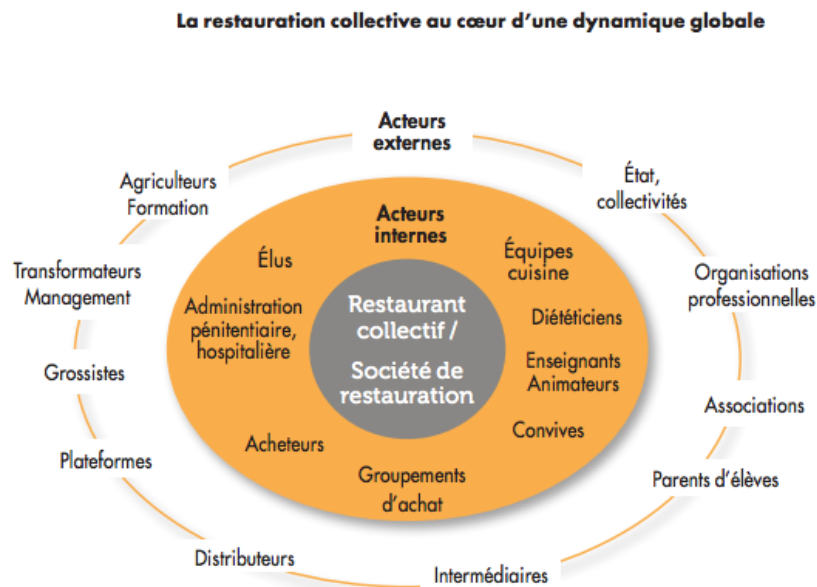 La restauration collective au cœur d'une dynamique globale
Acteurs
externes
Agriculteurs
Formation
État,
collectivités
Acteurs
internes
Élus
Équipes
cuisine
Transformateurs
Management
Organisations
professionnelles
Administration
pénitentiaire,
hospitalière
Restaurant
collectif /
Société de
restauration
Diététiciens
Grossistes
Enseignants
Animateurs
Associations
Convives
Acheteurs
Plateformes
Groupements
d'achat
Parents d'élèves
Distributeurs
Intermédiaires